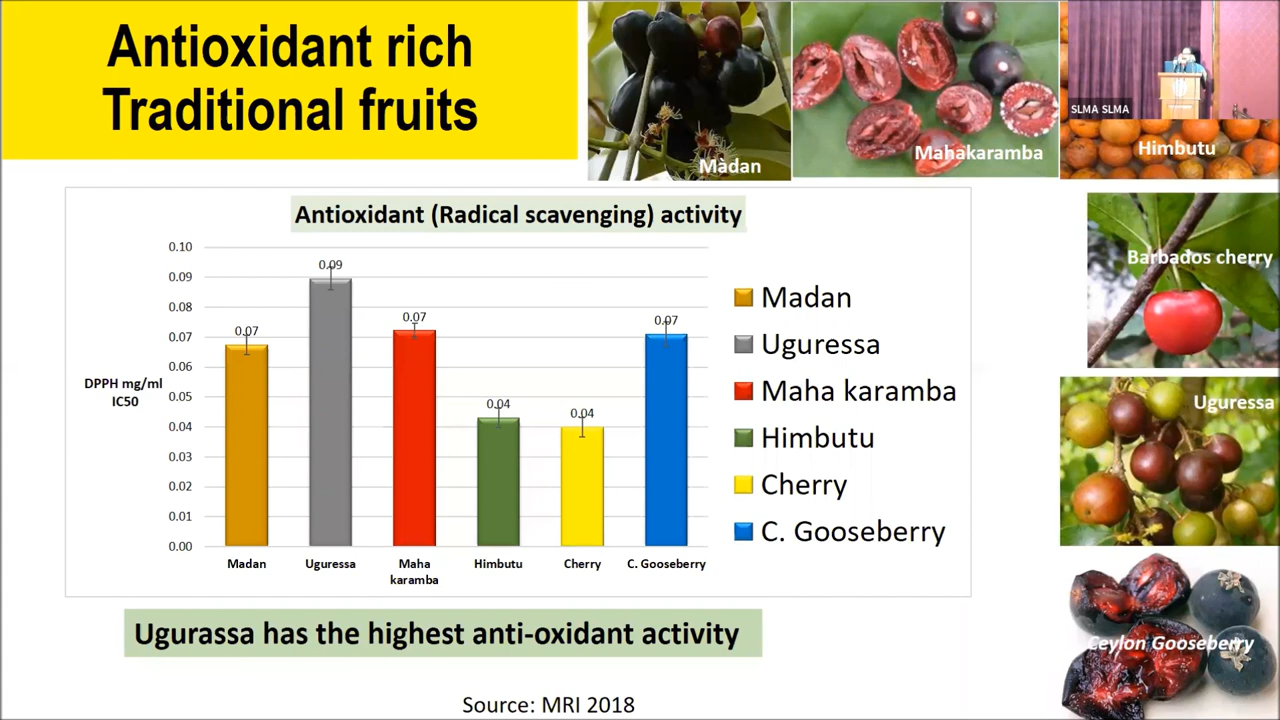 Antioxidant rich
Traditional fruits
Màdan
Mahakaramba
SLMA SLMA
Himbutu
Barbados cherry
Uguressa
Ceylon Gooseberry
Antioxidant (Radical scavenging) activity
0.10
0.09
0.08
0.07
0.06
0.05
0.04
0.03
0.02
0.01
0.00
DPPH mg/ml
IC50
0.07
0.09
0.07
0.04
0.04
0.07
Madan
Uguressa
Maha
karamba
Himbutu
Cherry
C. Gooseberry
Madan
Uguressa
Maha karamba
Himbutu
Cherry
C. Gooseberry
Ugurassa has the highest anti-oxidant activity
Source: MRI 2018